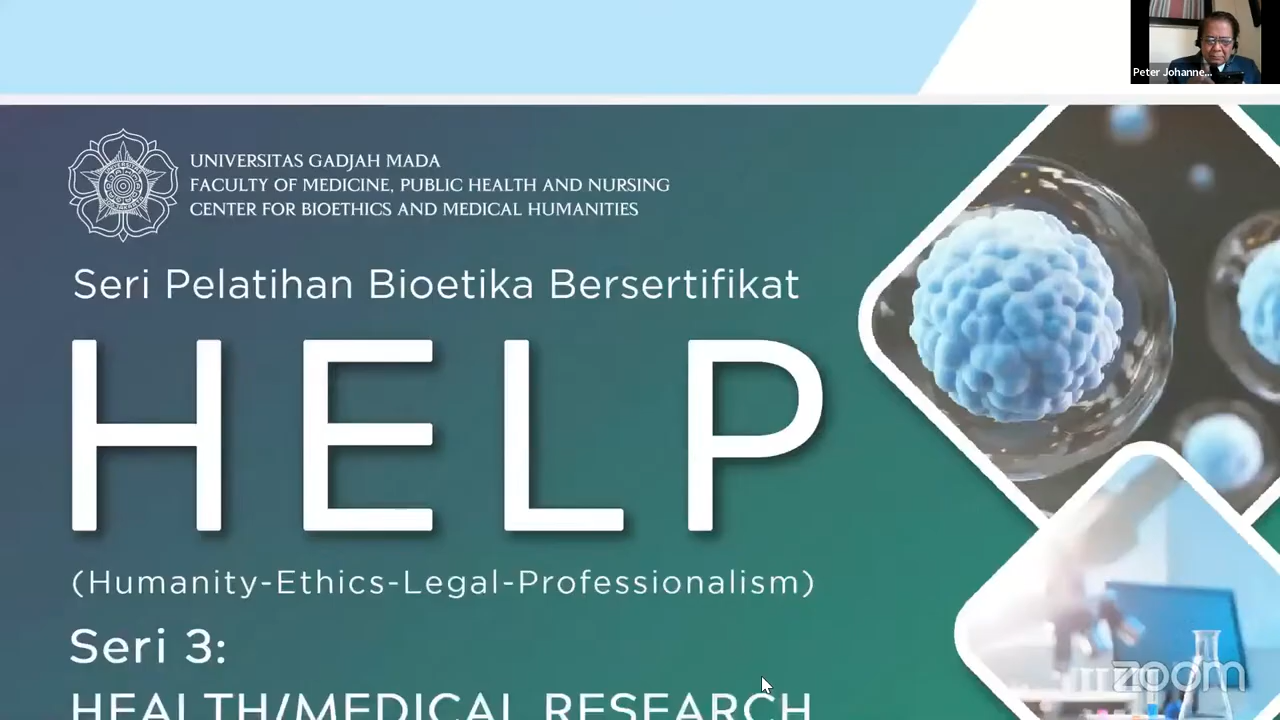 Peter Johanne...
UNIVERSITAS GADJAH MADA
FACULTY OF MEDICINE, PUBLIC HEALTH AND NURSING
CENTER FOR BIOETHICS AND MEDICAL HUMANITIES
Seri Pelatihan Bioetika Bersertifikat
HELP
(Humanity-Ethics-Legal-Professionalism)
Seri 3:
HEALTH/MEDICAL RESEARCH
zoom